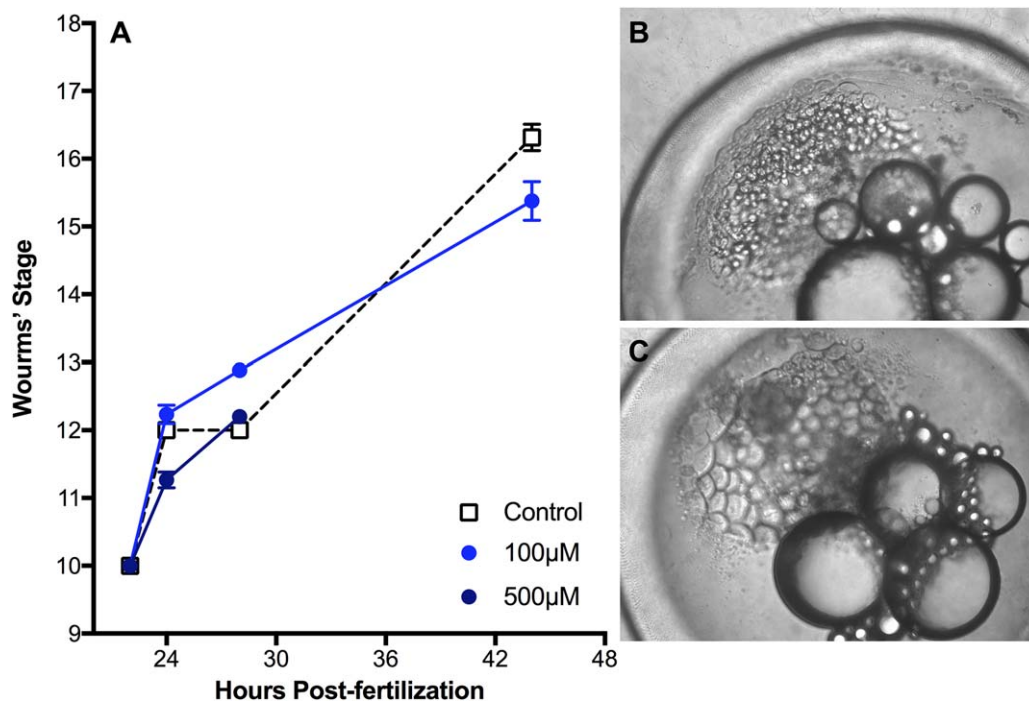 A
Wourms' Stage
18
17
16
15
14
13
12
11
10
9
24
30
36
42
48
Hours Post-fertilization
Control
100μM
500μM
B
C